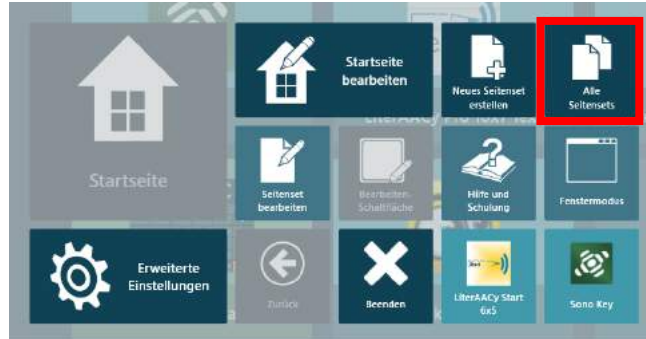 Startseite
Startseite
bearbeiten
Neues Seitenset
erstellen
Alle
Seitensets
Seitenset
bearbeiten
Bearbeiten-
Schaltfläche
Hilfe und
Schulung
Fenstermodus
Erweiterte
Einstellungen
Zurück
Beenden
LiterAACy Start
6x5
Sono Key